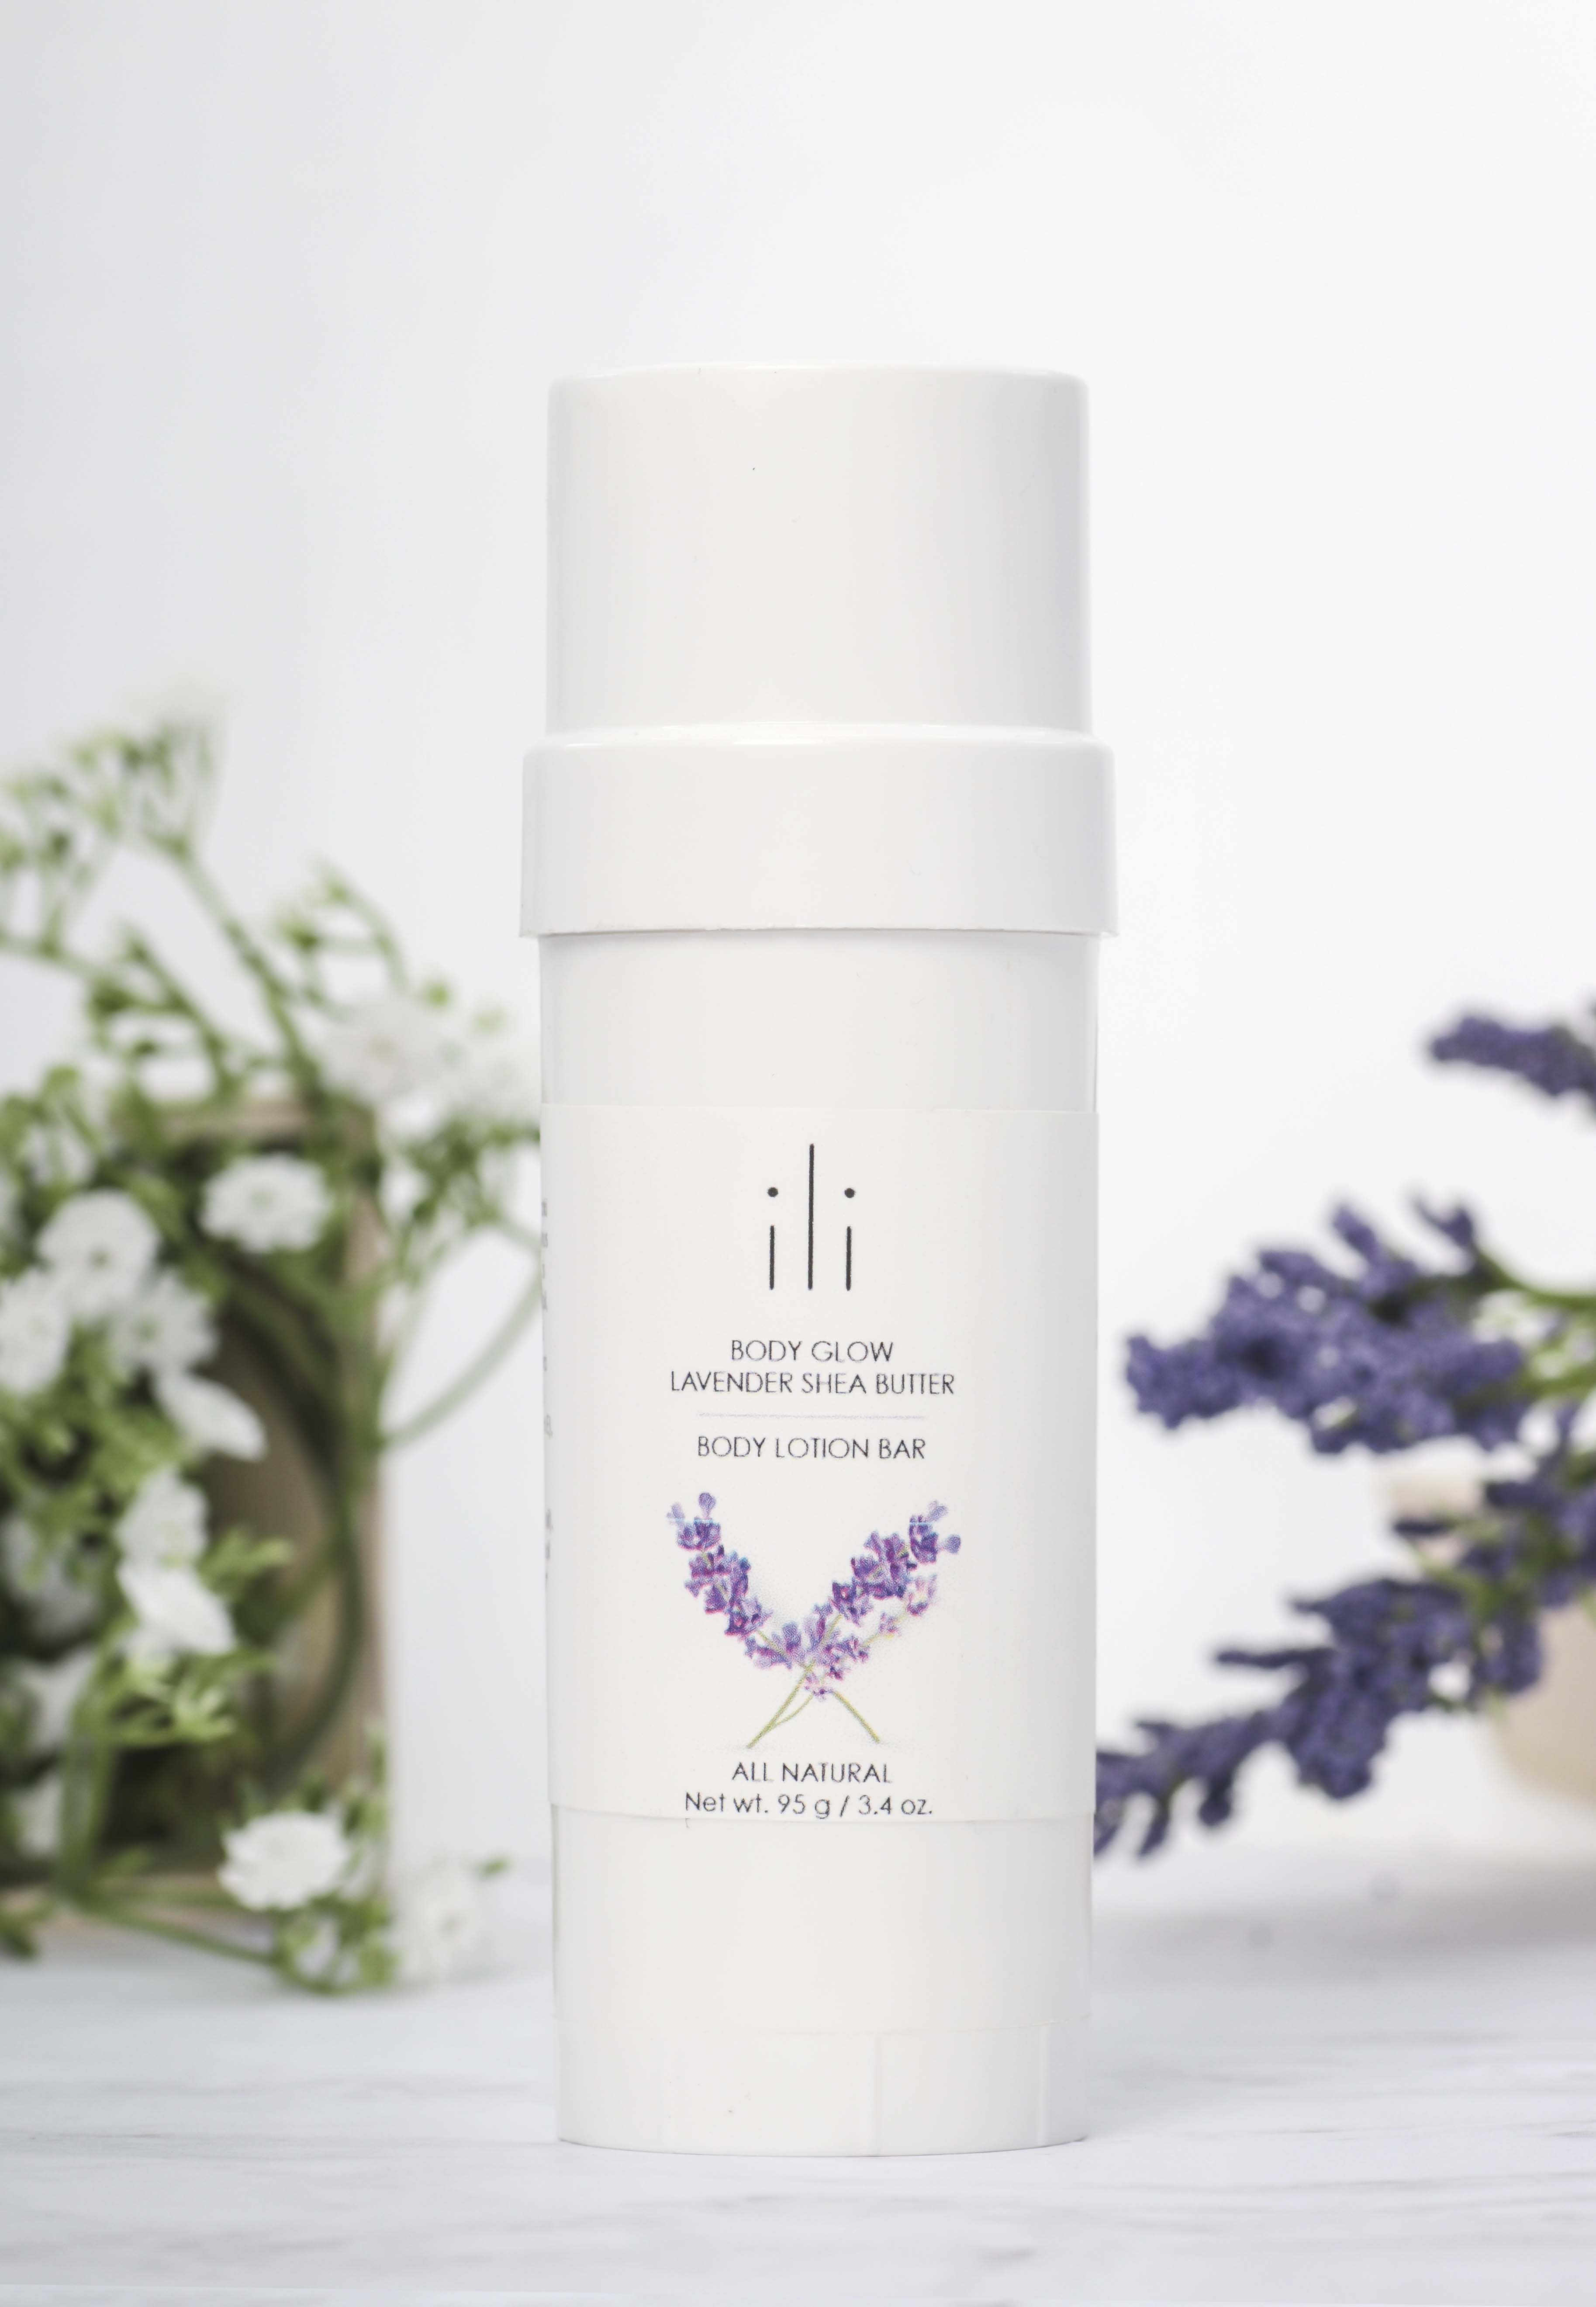 ili
BODY GLOW
LAVENDER SHEA BUTTER
BODY LOTION BAR
ALL NATURAL
Net wt. 95 g / 3.4 oz.